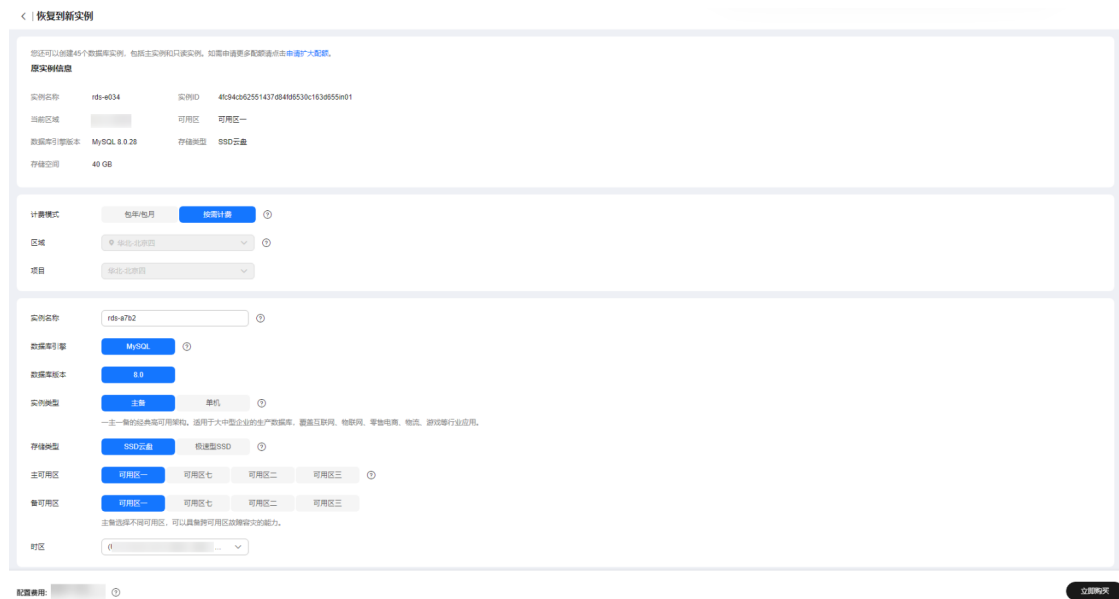 恢复到新实例
您还可以创建45个数据库实例，包括主实例和只读实例。如需申请更多配额请点击申请扩大配额。
原实例信息
实例名称 rds-e034 实例ID 4fc94cb62551437d84fd6530c163d655in01
当前区域 可用区 可用区一
数据库引擎版本 MySQL 8.0.28 存储类型 SSD云盘
存储空间 40 GB
计费模式 包年/包月 按需计费
区域 华北-北京四
项目 华北-北京四
实例名称 rds-a7b2
数据库引擎 MySQL
数据库版本 8.0
实例类型 主备 单机
一主一备的经典高可用架构。适用于大中型企业的生产数据库，覆盖互联网、物联网、零售电商、物流、游戏等行业应用。
存储类型 SSD云盘 极速型SSD
主可用区 可用区一 可用区七 可用区二 可用区三
备可用区 可用区一 可用区七 可用区二 可用区三
主备选择不同可用区，可以具备跨可用区故障容灾的能力。
时区
配置费用: 立即购买